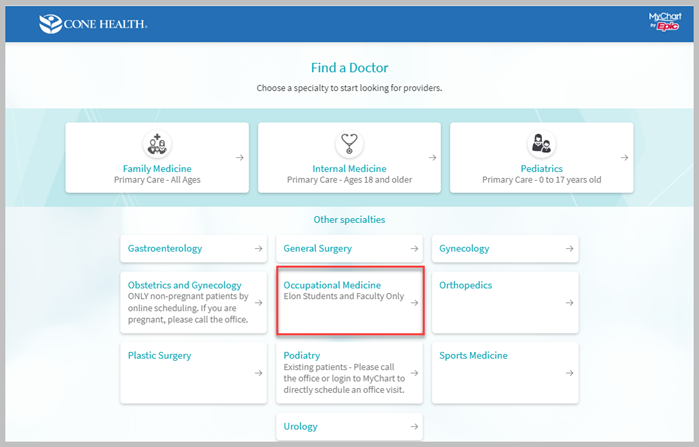 CONE HEALTH®
MyChart
by Epic
Find a Doctor
Choose a specialty to start looking for providers.
Family Medicine
Primary Care - All Ages
Internal Medicine
Primary Care - Ages 18 and older
Pediatrics
Primary Care - 0 to 17 years old
Other specialties
Gastroenterology
General Surgery
Gynecology
Obstetrics and Gynecology
ONLY non-pregnant patients by
online scheduling. If you are
pregnant, please call the office.
Occupational Medicine
Elon Students and Faculty Only
Orthopedics
Plastic Surgery
Podiatry
Existing patients - Please call
the office or login to MyChart to
directly schedule an office visit.
Sports Medicine
Urology